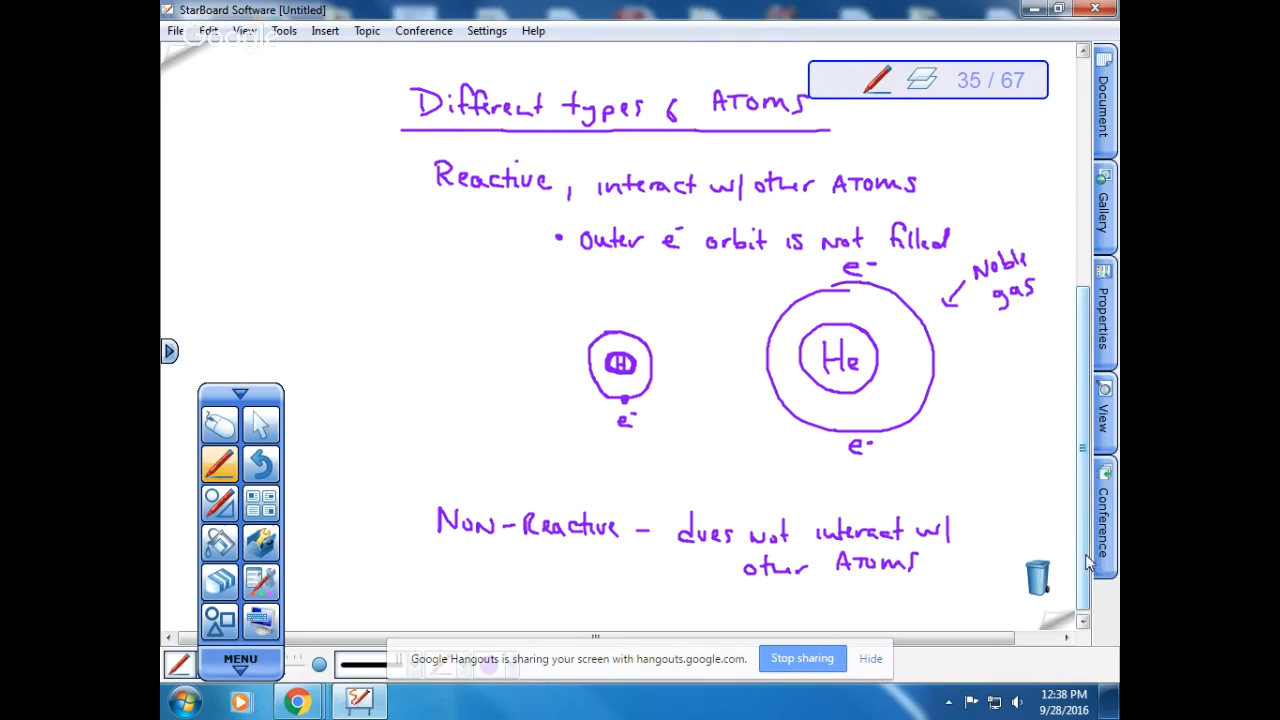 StarBoard Software [Untitled]
File Edit View Tools Insert Topic Conference Settings Help
Google
35 / 67
Different types of ATOMS
Reactive, interact w/ other ATOMS
• outer e⁻ orbit is not filled
e⁻
Noble
gas
H
He
e⁻
e⁻
Non-Reactive - does not interact w/
other ATOMS
Document
Gallery
Properties
View
Conference
MENU
Google Hangouts is sharing your screen with hangouts.google.com.
Stop sharing
Hide
12:38 PM
9/28/2016